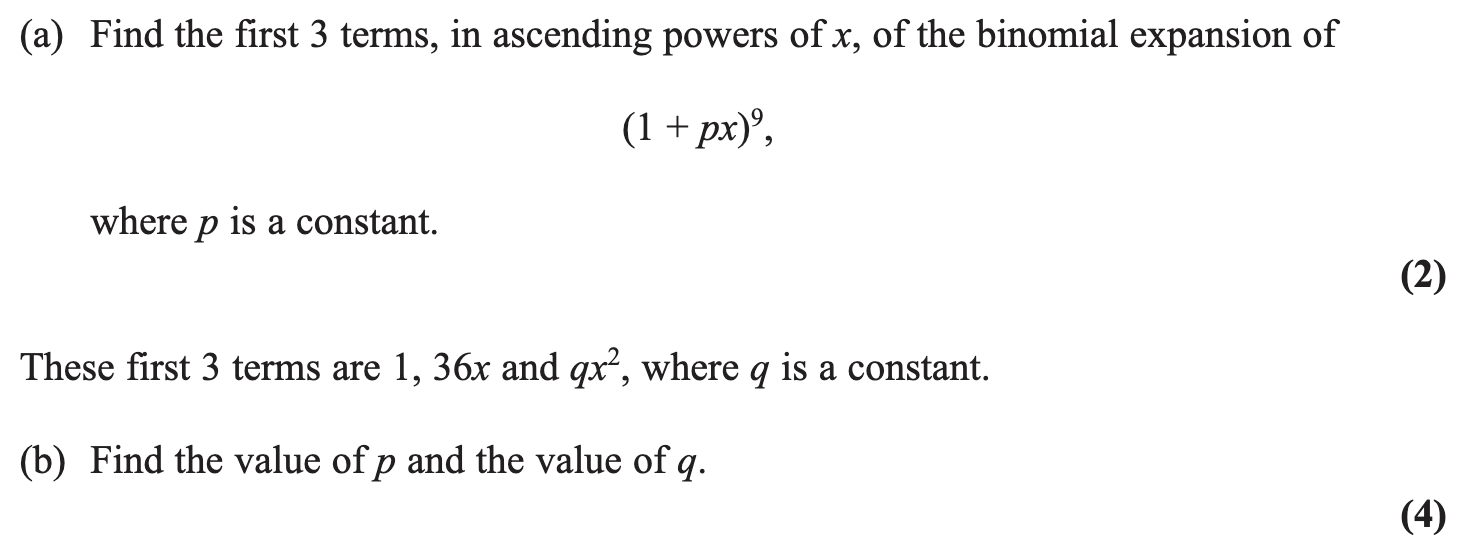 (a) Find the first 3 terms, in ascending powers of x, of the binomial expansion of
(1 + px)⁹,
where p is a constant.
(2)
These first 3 terms are 1, 36x and qx², where q is a constant.
(b) Find the value of p and the value of q.
(4)